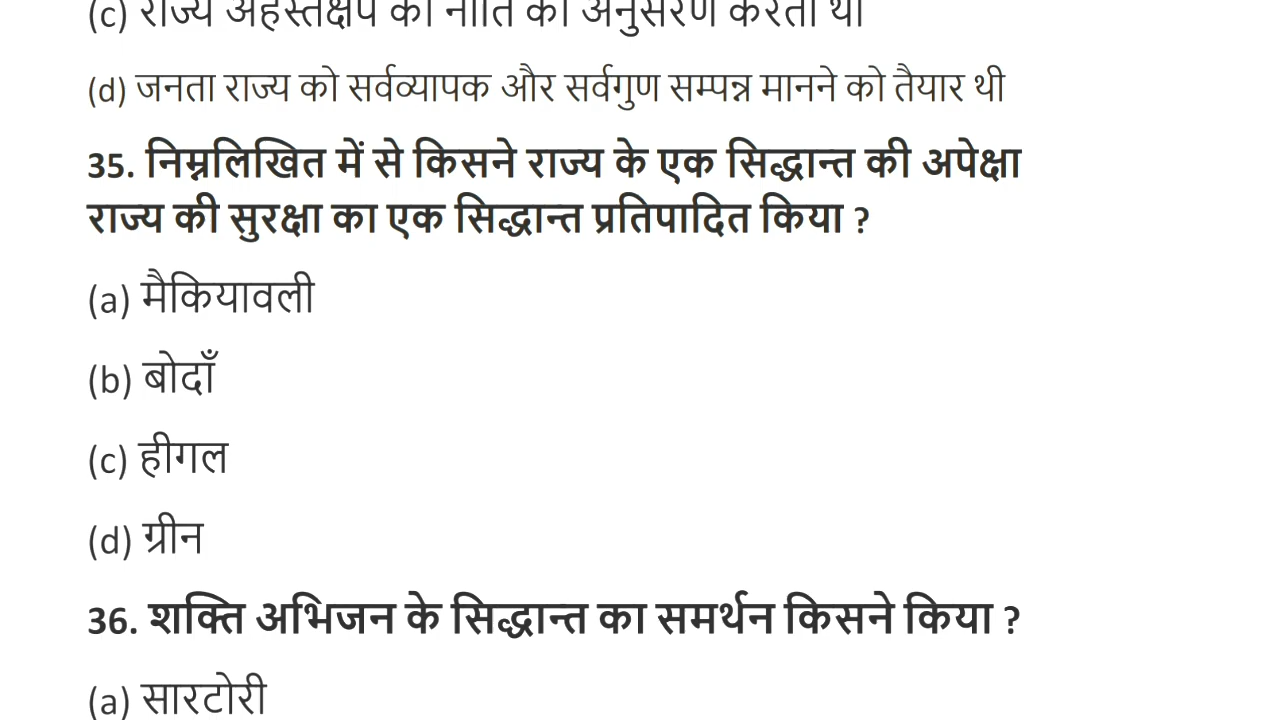 (c) राज्य अहस्तक्षेप की नीति का अनुसरण करता था
(d) जनता राज्य को सर्वव्यापक और सर्वगुण सम्पन्न मानने को तैयार थी
35. निम्नलिखित में से किसने राज्य के एक सिद्धान्त की अपेक्षा
राज्य की सुरक्षा का एक सिद्धान्त प्रतिपादित किया ?
(a) मैकियावली
(b) बोदाँ
(c) हीगल
(d) ग्रीन
36. शक्ति अभिजन के सिद्धान्त का समर्थन किसने किया ?
(a) सारटोरी